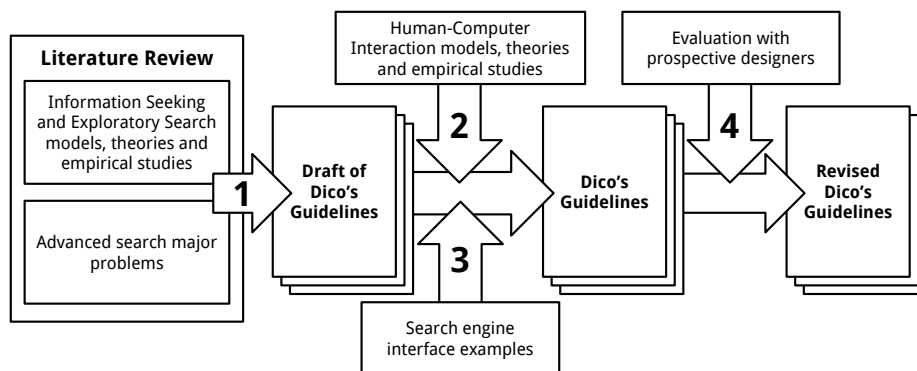 Literature Review
Information Seeking
and Exploratory Search
models, theories and
empirical studies
Advanced search major
problems
1
Draft of
Dico's
Guidelines
Human-Computer
Interaction models, theories
and empirical studies
2
3
Search engine
interface examples
Dico's
Guidelines
Evaluation with
prospective designers
4
Revised
Dico's
Guidelines